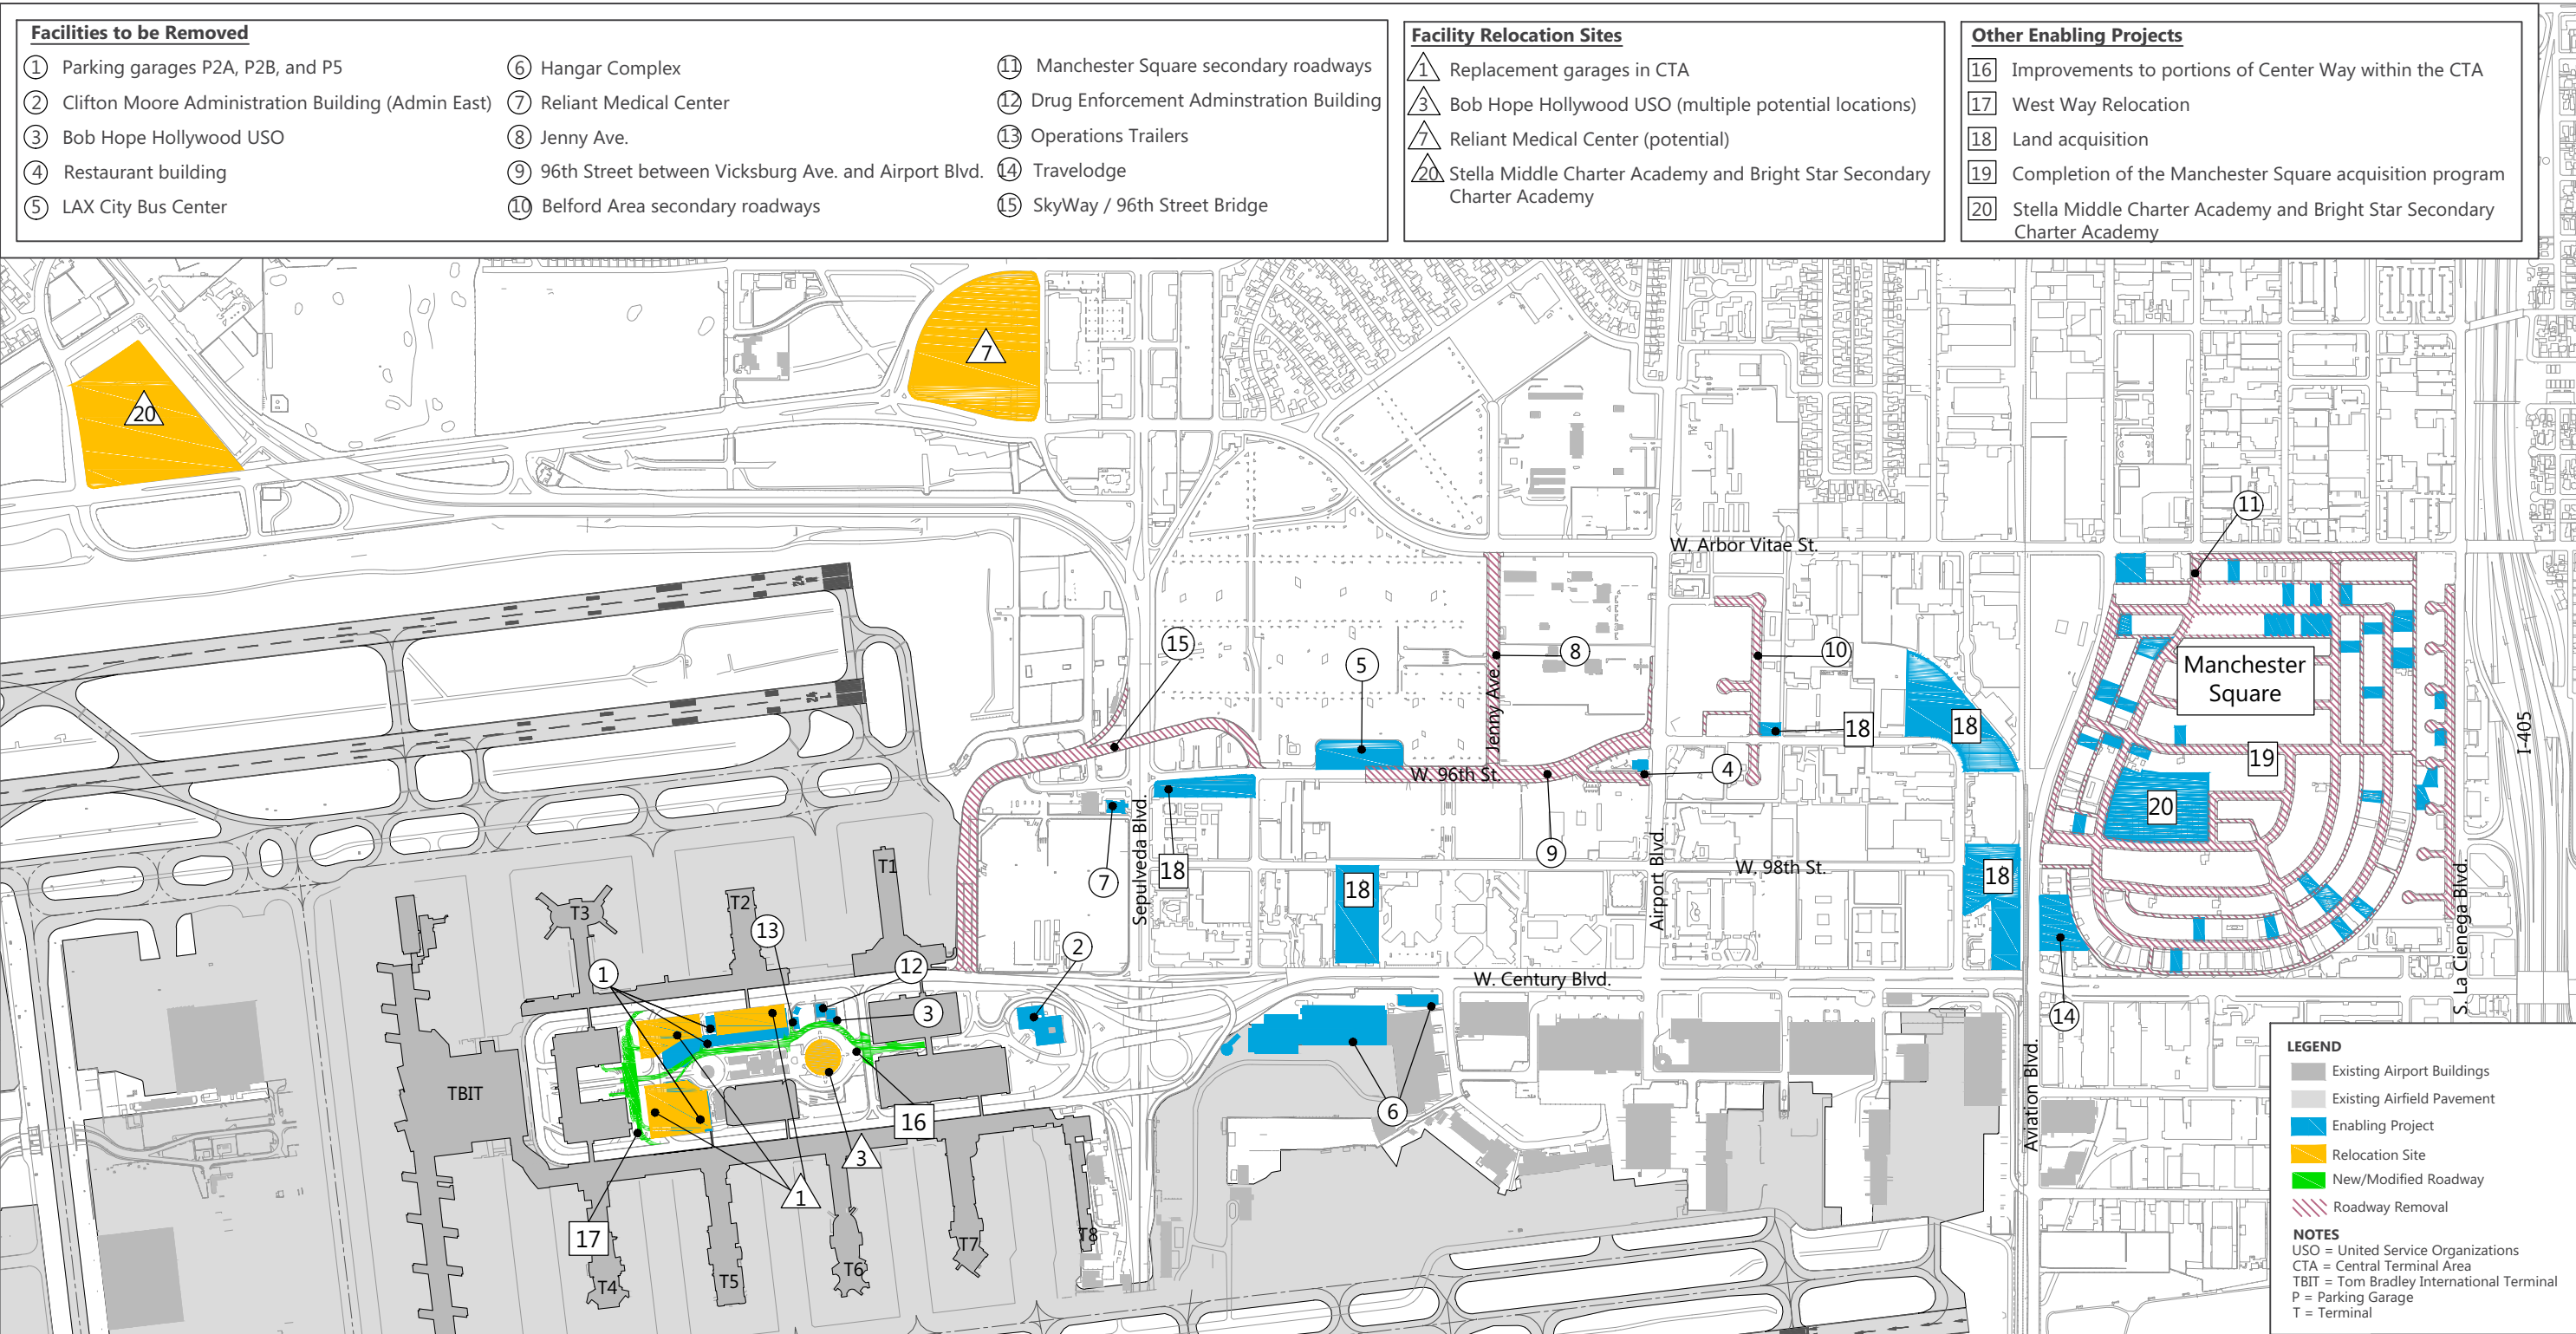 Facilities to be Removed
1 Parking garages P2A, P2B, and P5
2 Clifton Moore Administration Building (Admin East)
3 Bob Hope Hollywood USO
4 Restaurant building
5 LAX City Bus Center
6 Hangar Complex
7 Reliant Medical Center
8 Jenny Ave.
9 96th Street between Vicksburg Ave. and Airport Blvd.
10 Belford Area secondary roadways
11 Manchester Square secondary roadways
12 Drug Enforcement Adminstration Building
13 Operations Trailers
14 Travelodge
15 SkyWay / 96th Street Bridge
Facility Relocation Sites
1 Replacement garages in CTA
3 Bob Hope Hollywood USO (multiple potential locations)
7 Reliant Medical Center (potential)
20 Stella Middle Charter Academy and Bright Star Secondary
Charter Academy
Other Enabling Projects
16 Improvements to portions of Center Way within the CTA
17 West Way Relocation
18 Land acquisition
19 Completion of the Manchester Square acquisition program
20 Stella Middle Charter Academy and Bright Star Secondary
Charter Academy
7
20
11
W. Arbor Vitae St.
15
5
8
10
Manchester
Square
Jenny Ave.
18
18
I-405
19
W. 96th St.
4
20
Sepulveda Blvd.
7
18
9
18
Airport Blvd.
W. 98th St.
18
S. La Cienega Blvd.
T1
T2
T3
13
2
12
1
3
W. Century Blvd.
14
TBIT
16
6
Aviation Blvd.
3
1
17
T4
T5
T6
T7
T8
LEGEND
Existing Airport Buildings
Existing Airfield Pavement
Enabling Project
Relocation Site
New/Modified Roadway
Roadway Removal
NOTES
USO = United Service Organizations
CTA = Central Terminal Area
TBIT = Tom Bradley International Terminal
P = Parking Garage
T = Terminal